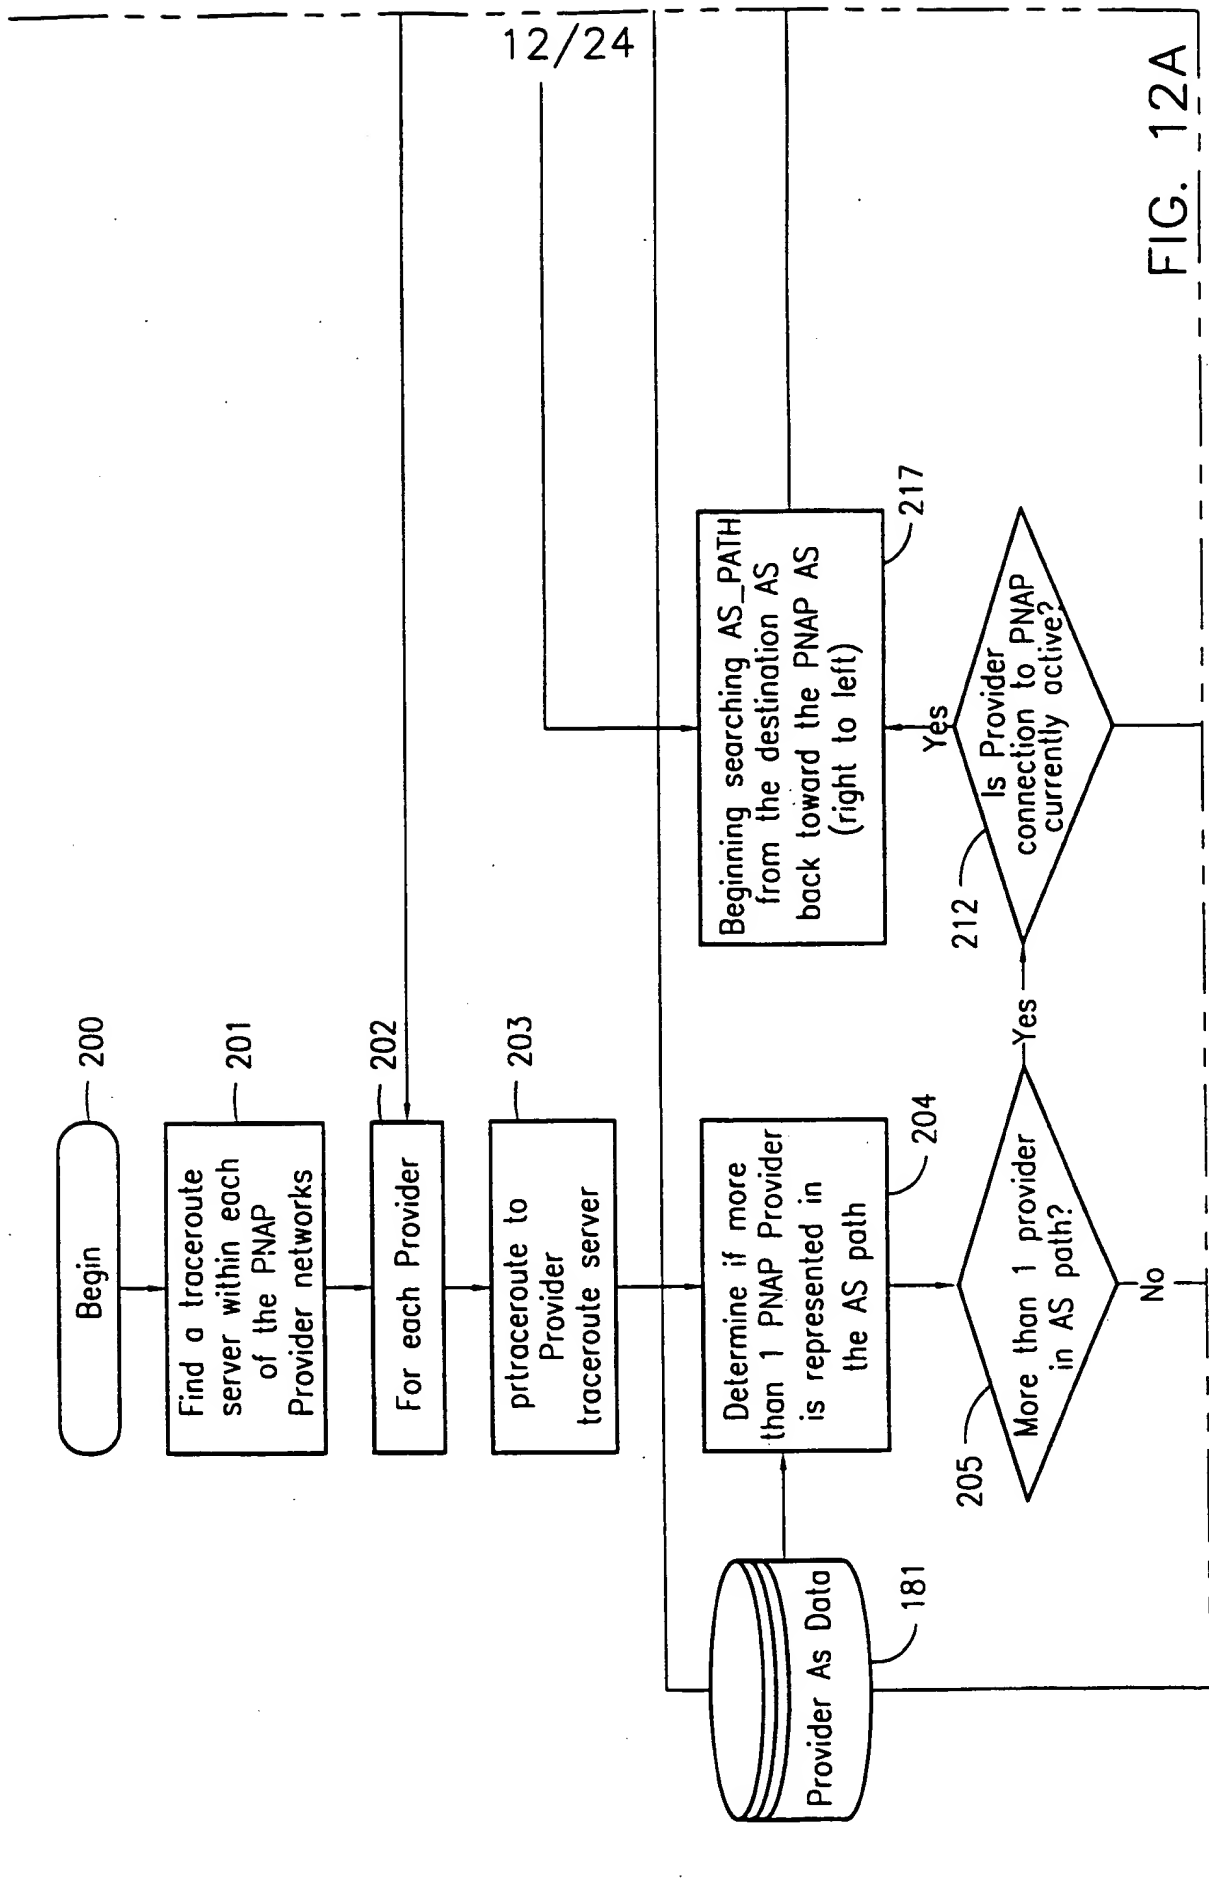 12/24
Begin
200
Find a traceroute
server within each
of the PNAP
Provider networks
201
For each Provider
202
prtraceroute to
Provider
traceroute server
203
Provider As Data
181
Determine if more
than 1 PNAP Provider
is represented in
the AS path
204
Beginning searching AS_PATH
from the destination AS
back toward the PNAP AS
(right to left)
217
205
More than 1 provider
in AS path?
Yes
No
212
Is Provider
connection to PNAP
currently active?
Yes
FIG. 12A